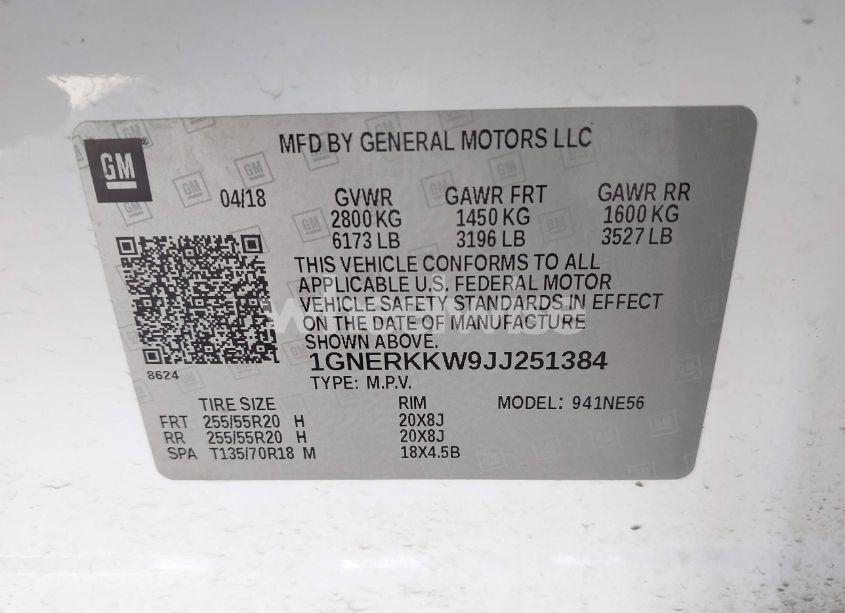 MFD BY GENERAL MOTORS LLC
GM
04/18 GVWR GAWR FRT GAWR RR
2800 KG 1450 KG 1600 KG
6173 LB 3196 LB 3527 LB
THIS VEHICLE CONFORMS TO ALL
APPLICABLE U.S. FEDERAL MOTOR
VEHICLE SAFETY STANDARDS IN EFFECT
ON THE DATE OF MANUFACTURE
SHOWN ABOVE.
1GNERKKW9JJ251384
8624
TYPE: M.P.V.
TIRE SIZE RIM MODEL: 941NE56
FRT 255/55R20 H 20X8J
RR 255/55R20 H 20X8J
SPA T135/70R18 M 18X4.5B